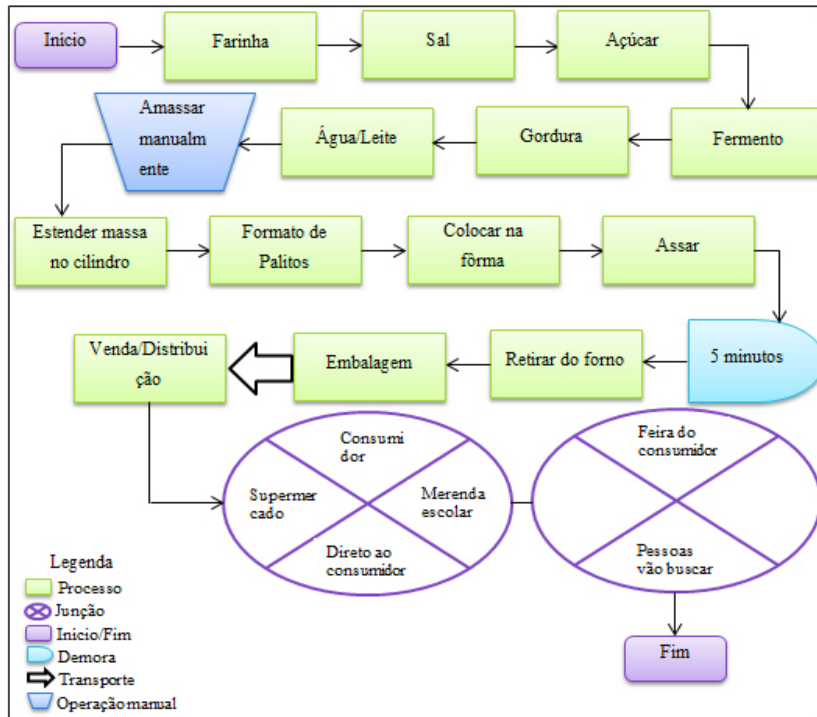 Início
Farinha
Sal
Açúcar
Amassar
manualm
ente
Água/Leite
Gordura
Fermento
Estender massa
no cilindro
Formato de
Palitos
Colocar na
fôrma
Assar
Venda/Distribui
ção
Embalagem
Retirar do forno
5 minutos
Consumi
dor
Supermer
cado
Merenda
escolar
Direto ao
consumidor
Feira do
consumidor
Pessoas
vão buscar
Fim
Legenda
Processo
Junção
Inicio/Fim
Demora
Transporte
Operação manual